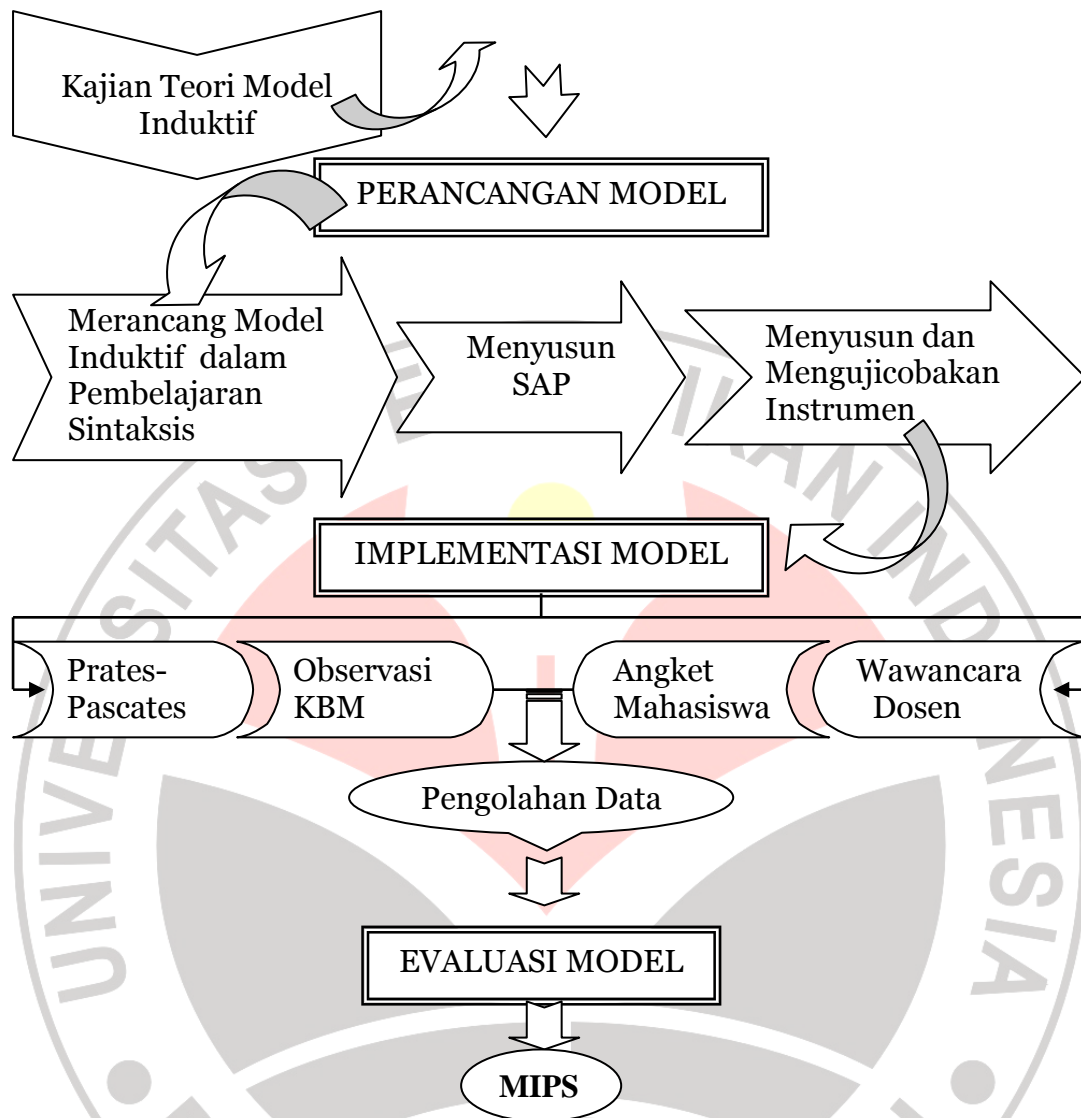 Kajian Teori Model
Induktif
PERANCANGAN MODEL
Merancang Model
Induktif dalam
Pembelajaran
Sintaksis
Menyusun
SAP
Menyusun dan
Mengujicobakan
Instrumen
IMPLEMENTASI MODEL
Prates-
Pascates
Observasi
KBM
Angket
Mahasiswa
Wawancara
Dosen
Pengolahan Data
EVALUASI MODEL
MIPS